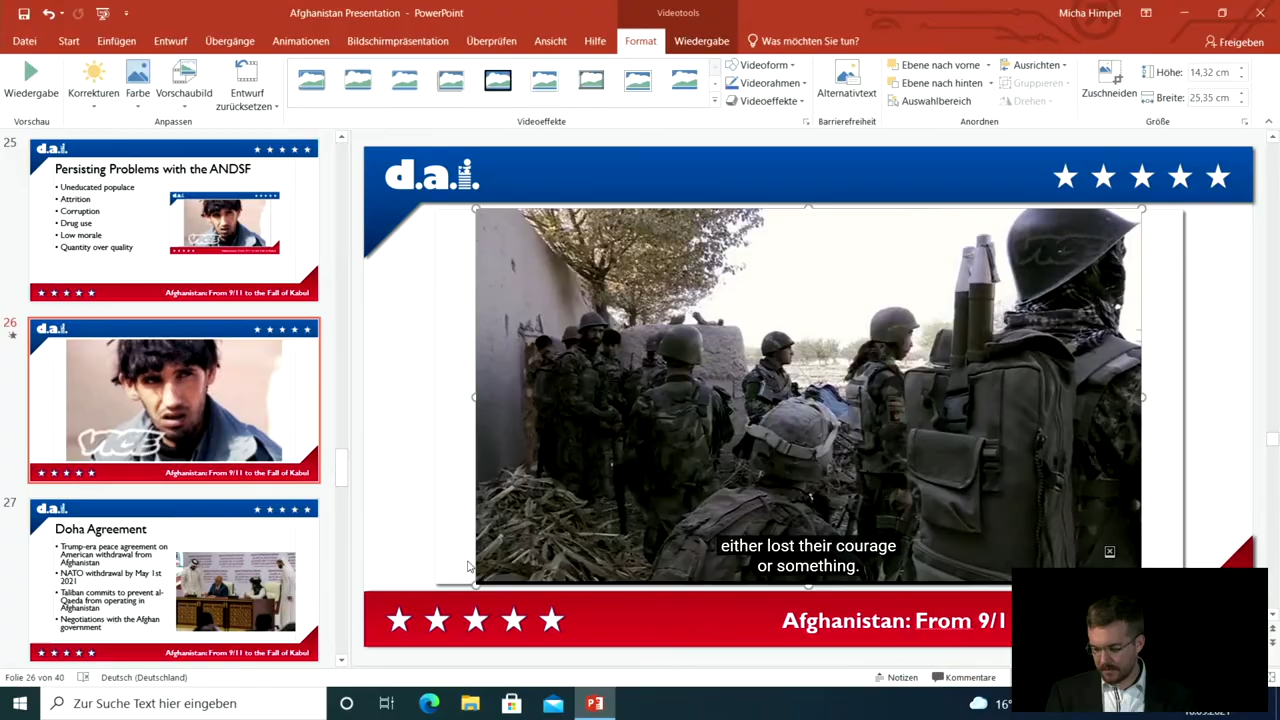 Afghanistan Presentation - PowerPoint
Videotools
Micha Himpel
Datei
Start
Einfügen
Entwurf
Übergänge
Animationen
Bildschirmpräsentation
Überprüfen
Ansicht
Hilfe
Format
Wiedergabe
Was möchten Sie tun?
Freigeben
Wiedergabe
Korrekturen
Farbe
Vorschaubild
Entwurf
zurücksetzen
Videoform
Videorahmen
Videoeffekte
Alternativtext
Ebene nach vorne
Ebene nach hinten
Auswahlbereich
Ausrichten
Gruppieren
Drehen
Zuschneiden
Höhe: 14,32 cm
Breite: 25,35 cm
Vorschau
Anpassen
Videoeffekte
Barrierefreiheit
Anordnen
Größe
25
d.a.i.
Persisting Problems with the ANDSF
• Uneducated populace
• Attrition
• Corruption
• Drug use
• Low morale
• Quantity over quality
VICE
Afghanistan: From 9/11 to the Fall of Kabul
26
d.a.i.
VICE
Afghanistan: From 9/11 to the Fall of Kabul
27
d.a.i.
Doha Agreement
• Trump-era peace agreement on
American withdrawal from
Afghanistan
• NATO withdrawal by May 1st
2021
• Taliban commits to prevent al-
Qaeda from operating in
Afghanistan
• Negotiations with the Afghan
government
Afghanistan: From 9/11 to the Fall of Kabul
d.a.i.
either lost their courage
or something.
Afghanistan: From 9/1
Folie 26 von 40
Deutsch (Deutschland)
Notizen
Kommentare
Zur Suche Text hier eingeben
16°